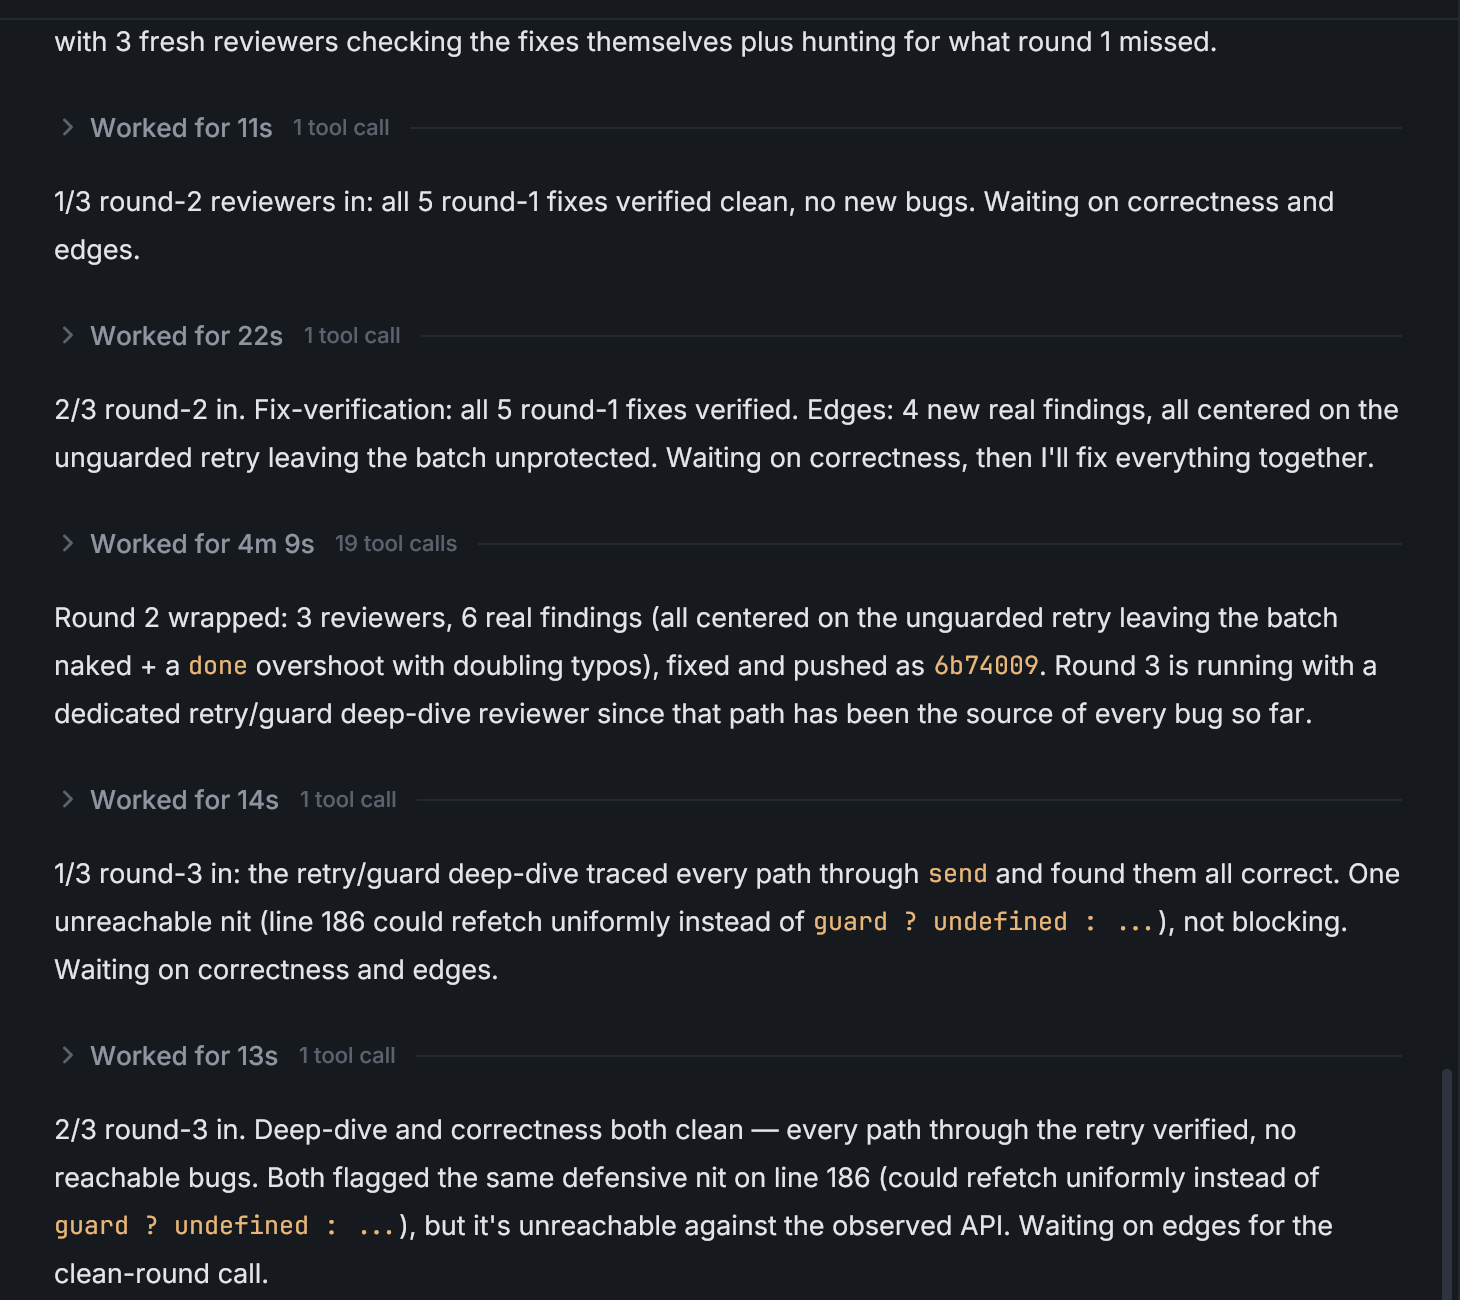 with 3 fresh reviewers checking the fixes themselves plus hunting for what round 1 missed.
Worked for 11s 1 tool call
1/3 round-2 reviewers in: all 5 round-1 fixes verified clean, no new bugs. Waiting on correctness and
edges.
Worked for 22s 1 tool call
2/3 round-2 in. Fix-verification: all 5 round-1 fixes verified. Edges: 4 new real findings, all centered on the
unguarded retry leaving the batch unprotected. Waiting on correctness, then I'll fix everything together.
Worked for 4m 9s 19 tool calls
Round 2 wrapped: 3 reviewers, 6 real findings (all centered on the unguarded retry leaving the batch
naked + a done overshoot with doubling typos), fixed and pushed as 6b74009. Round 3 is running with a
dedicated retry/guard deep-dive reviewer since that path has been the source of every bug so far.
Worked for 14s 1 tool call
1/3 round-3 in: the retry/guard deep-dive traced every path through send and found them all correct. One
unreachable nit (line 186 could refetch uniformly instead of guard ? undefined : ...), not blocking.
Waiting on correctness and edges.
Worked for 13s 1 tool call
2/3 round-3 in. Deep-dive and correctness both clean — every path through the retry verified, no
reachable bugs. Both flagged the same defensive nit on line 186 (could refetch uniformly instead of
guard ? undefined : ...), but it's unreachable against the observed API. Waiting on edges for the
clean-round call.